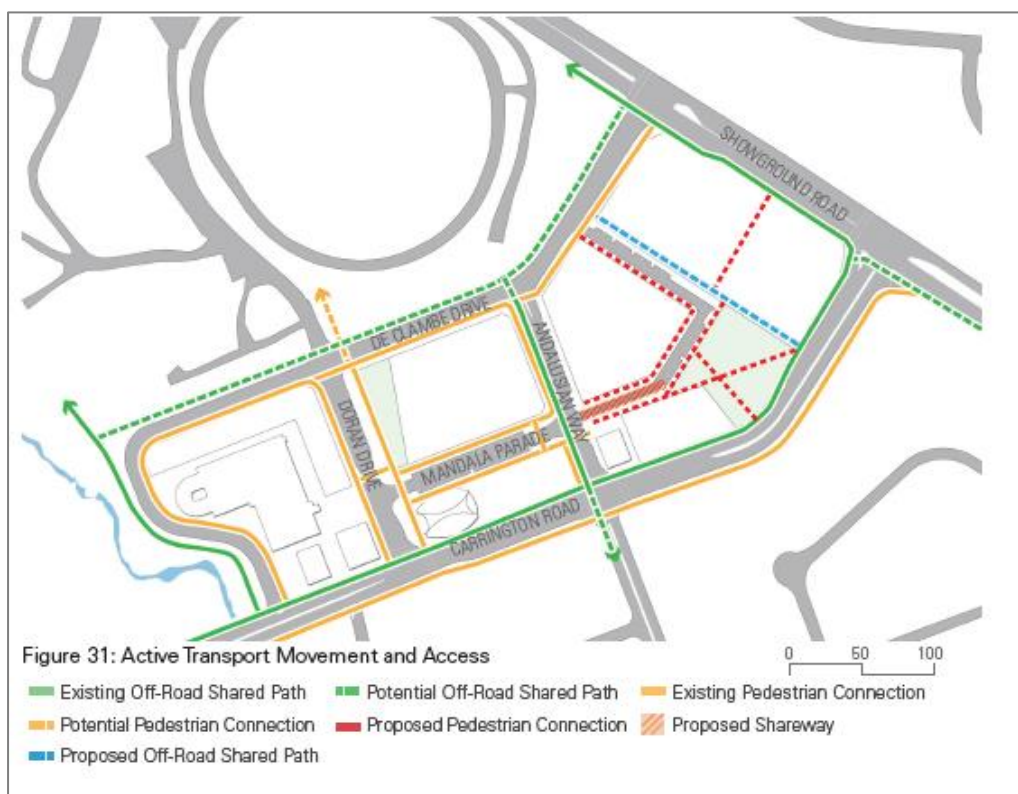 SHOWGROUND ROAD
DE CLAMBE DRIVE
ANDALUSIAN WAY
DORAN DRIVE
MANDALA PARADE
CARRINGTON ROAD
Figure 31: Active Transport Movement and Access
0 50 100
Existing Off-Road Shared Path Potential Off-Road Shared Path Existing Pedestrian Connection
Potential Pedestrian Connection Proposed Pedestrian Connection Proposed Shareway
Proposed Off-Road Shared Path